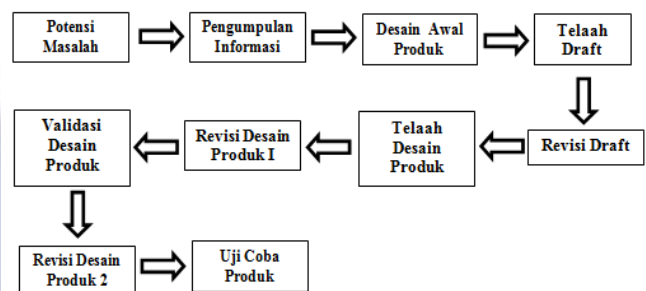 Potensi
Masalah
Pengumpulan
Informasi
Desain Awal
Produk
Telaah
Draft
Revisi Draft
Telaah
Desain
Produk
Revisi Desain
Produk I
Validasi
Desain
Produk
Revisi Desain
Produk 2
Uji Coba
Produk